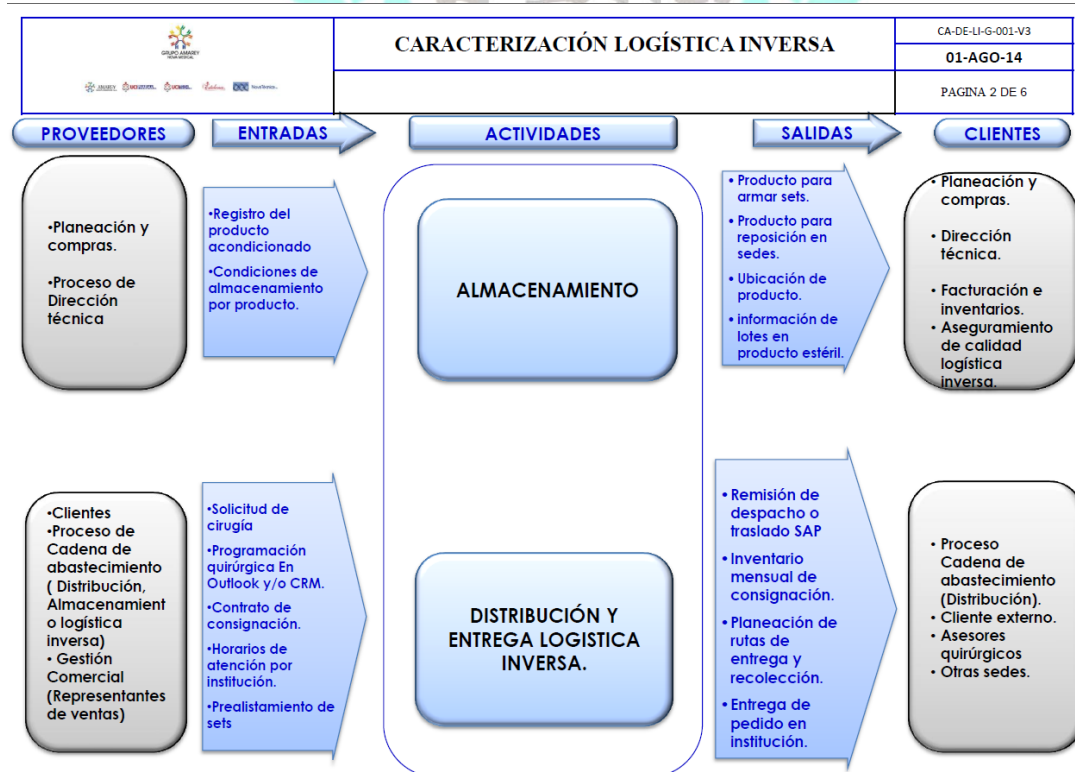 GRUPO AMAREY
NOVA MEDICAL
AMAREY
CARACTERIZACIÓN LOGÍSTICA INVERSA
CA-DE-LI-G-001-V3
01-AGO-14
PAGINA 2 DE 6
PROVEEDORES
ENTRADAS
ACTIVIDADES
SALIDAS
CLIENTES
•Planeación y
compras.
•Proceso de
Dirección
técnica
•Registro del
producto
acondicionado
•Condiciones de
almacenamiento
por producto.
ALMACENAMIENTO
• Producto para
armar sets.
• Producto para
reposición en
sedes.
• Ubicación de
producto.
• información de
lotes en
producto estéril.
• Planeación y
compras.
• Dirección
técnica.
• Facturación e
inventarios.
• Aseguramiento
de calidad
logística
inversa.
•Clientes
•Proceso de
Cadena de
abastecimiento
( Distribución,
Almacenamient
o logística
inversa)
• Gestión
Comercial
(Representantes
de ventas)
•Solicitud de
cirugía
•Programación
quirúrgica En
Outlook y/o CRM.
•Contrato de
consignación.
•Horarios de
atención por
institución.
•Prealistamiento de
sets
DISTRIBUCIÓN Y
ENTREGA LOGISTICA
INVERSA.
• Remisión de
despacho o
traslado SAP
• Inventario
mensual de
consignación.
• Planeación de
rutas de
entrega y
recolección.
• Entrega de
pedido en
institución.
• Proceso
Cadena de
abastecimiento
(Distribución).
• Cliente externo.
• Asesores
quirúrgicos
• Otras sedes.